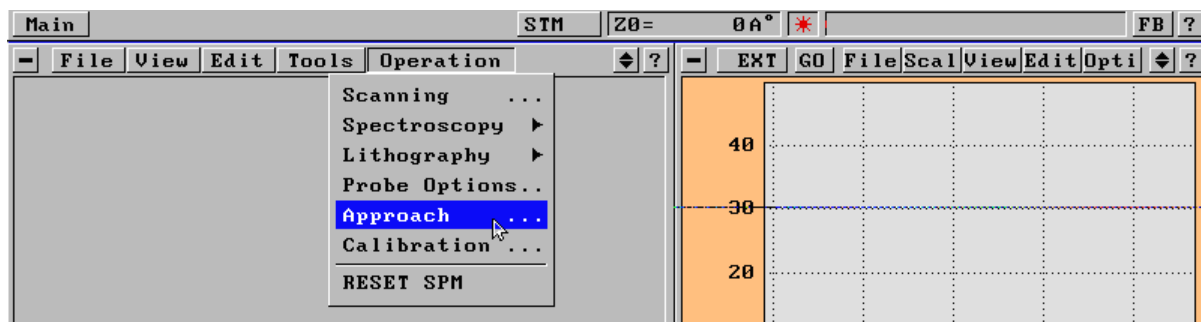 Main STM Z0= 0A° FB ?
File View Edit Tools Operation ? EXT GO File Scal View Edit Opti ?
Scanning ...
Spectroscopy
Lithography
Probe Options..
Approach ...
Calibration ...
RESET SPM
40
30
20